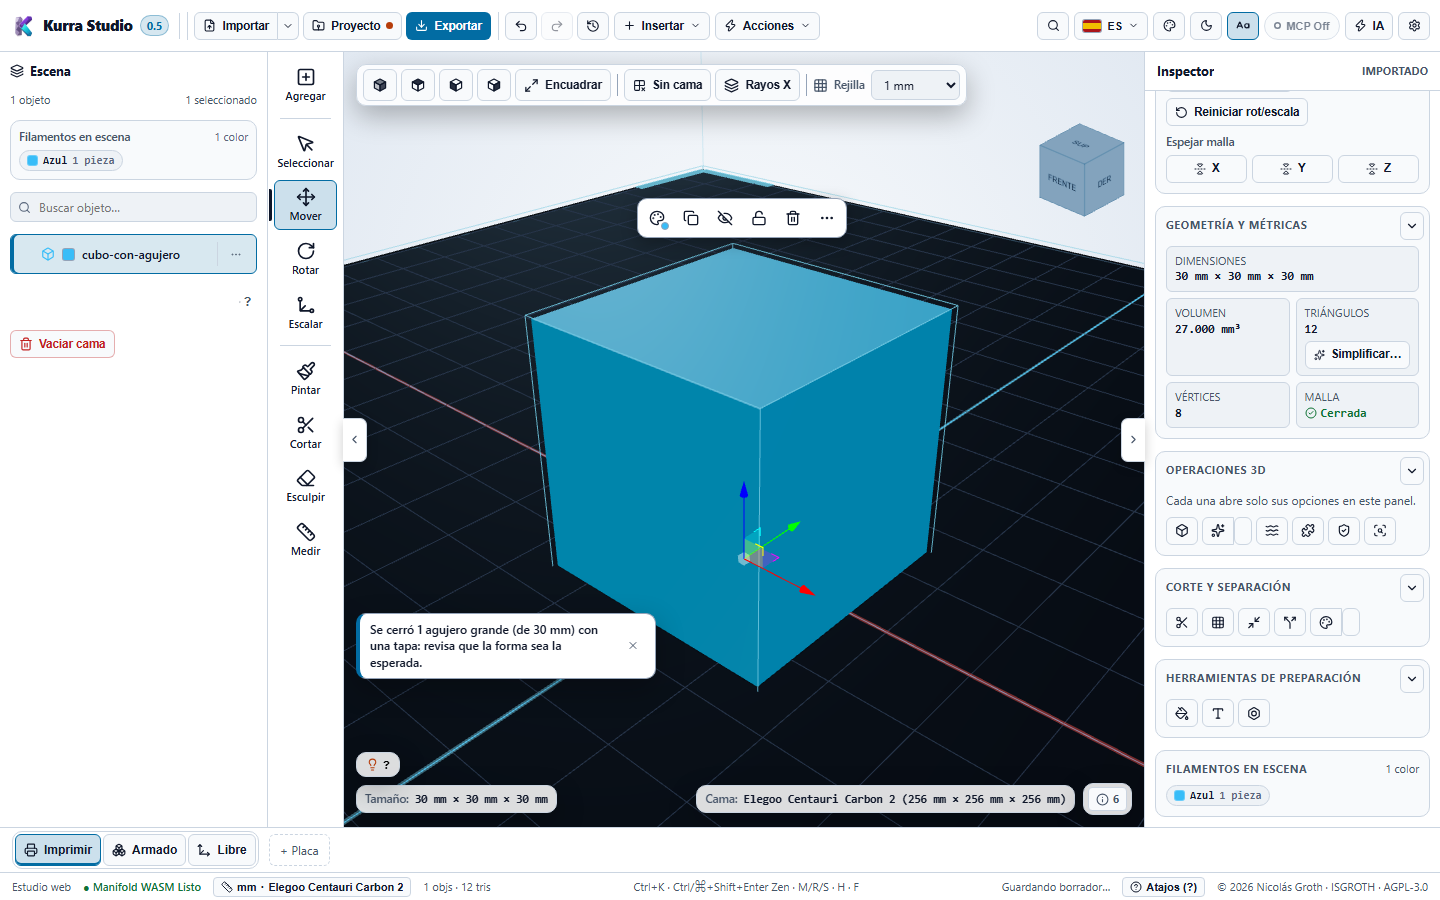 Kurra Studio 0.5
Importar
Proyecto
Exportar
Insertar
Acciones
ES
Aa
MCP Off
IA
Escena
1 objeto
1 seleccionado
Filamentos en escena
1 color
Azul 1 pieza
Buscar objeto...
cubo-con-agujero
?
Vaciar cama
Agregar
Seleccionar
Mover
Rotar
Escalar
Pintar
Cortar
Esculpir
Medir
Encuadrar
Sin cama
Rayos X
Rejilla
1 mm
SUP
FRENTE
DER
Se cerró 1 agujero grande (de 30 mm) con
una tapa: revisa que la forma sea la
esperada.
?
Tamaño: 30 mm × 30 mm × 30 mm
Cama: Elegoo Centauri Carbon 2 (256 mm × 256 mm × 256 mm)
6
Inspector
IMPORTADO
Reiniciar rot/escala
Espejar malla
X
Y
Z
GEOMETRÍA Y MÉTRICAS
DIMENSIONES
30 mm × 30 mm × 30 mm
VOLUMEN
27.000 mm³
TRIÁNGULOS
12
Simplificar...
VÉRTICES
8
MALLA
Cerrada
OPERACIONES 3D
Cada una abre solo sus opciones en este panel.
CORTE Y SEPARACIÓN
HERRAMIENTAS DE PREPARACIÓN
FILAMENTOS EN ESCENA
1 color
Azul 1 pieza
Imprimir
Armado
Libre
+ Placa
Estudio web
Manifold WASM Listo
mm · Elegoo Centauri Carbon 2
1 objs · 12 tris
Ctrl+K · Ctrl/⌘+Shift+Enter Zen · M/R/S · H · F
Guardando borrador...
Atajos (?)
© 2026 Nicolás Groth · ISGROTH · AGPL-3.0